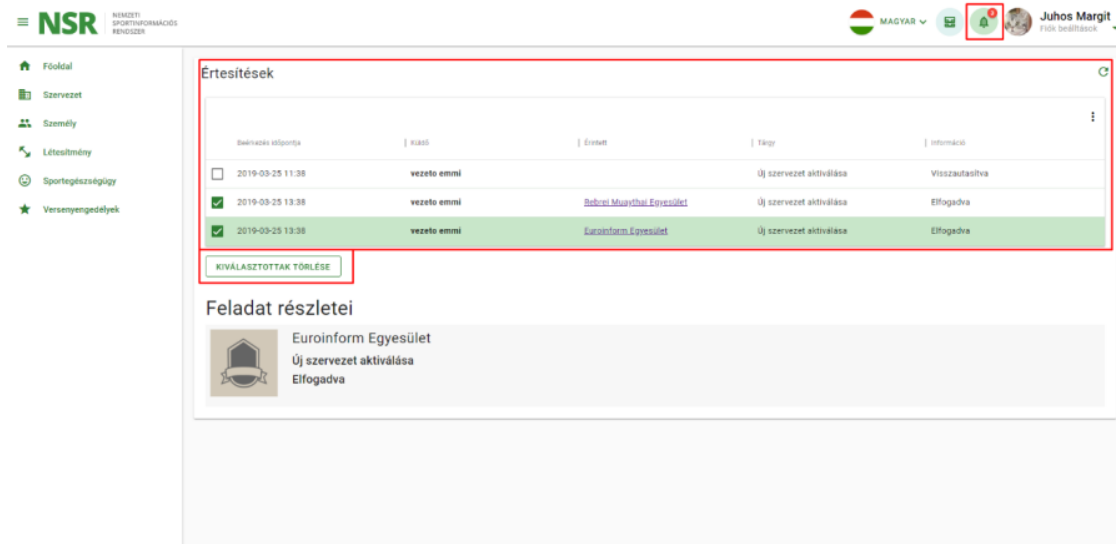 NSR
NEMZETI
SPORTINFORMÁCIÓS
RENDSZER
MAGYAR
3
Juhos Margit
Fiók beállítások
Főoldal
Szervezet
Személy
Létesítmény
Sportegészségügy
Versenyengedélyek
Értesítések
Beérkezés időpontja Küldő Érintett Tárgy Információ
2019-03-25 11:38 vezeto emmi Új szervezet aktiválása Visszautasítva
2019-03-25 13:38 vezeto emmi Rebrei Muaythai Egyesület Új szervezet aktiválása Elfogadva
2019-03-25 13:38 vezeto emmi Euroinform Egyesület Új szervezet aktiválása Elfogadva
KIVÁLASZTOTTAK TÖRLÉSE
Feladat részletei
Euroinform Egyesület
Új szervezet aktiválása
Elfogadva